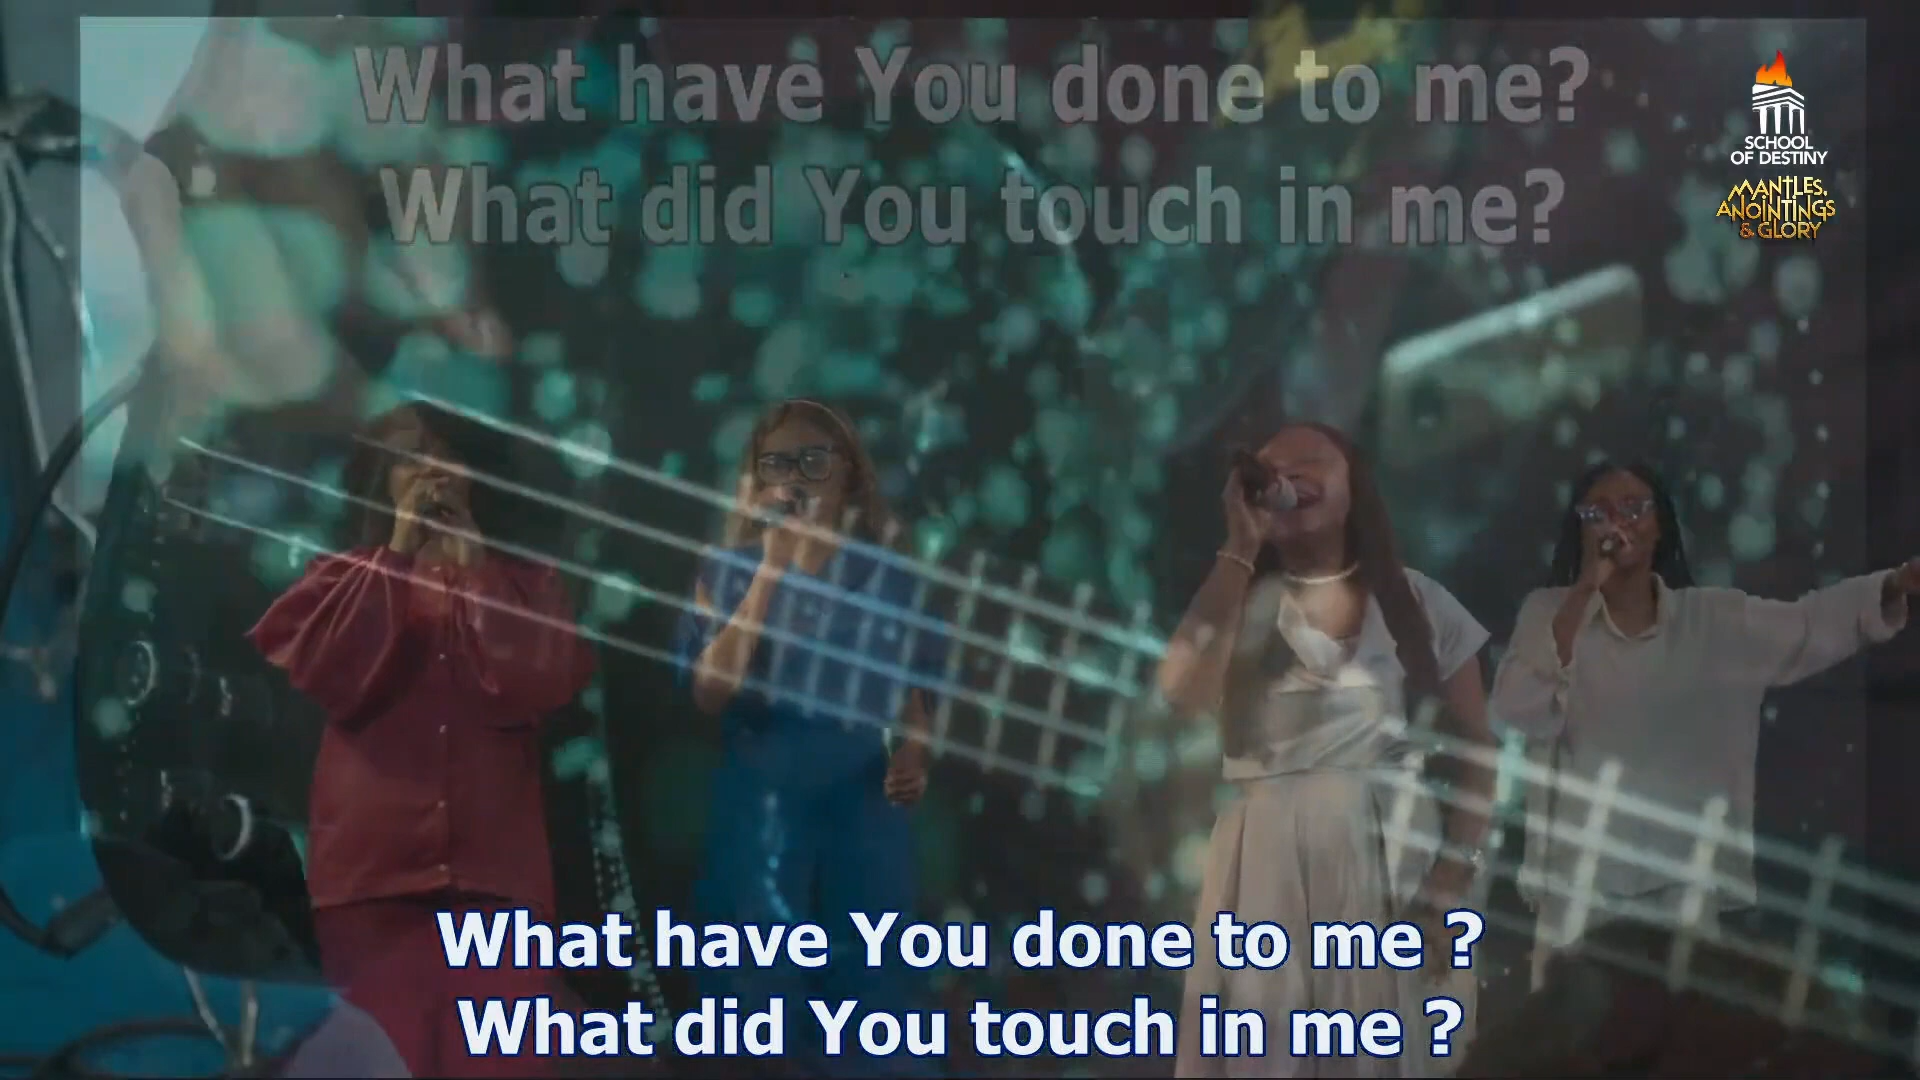 What have You done to me?
What did You touch in me?
SCHOOL
OF DESTINY
MANTLES,
ANOINTINGS
& GLORY
What have You done to me ?
What did You touch in me ?